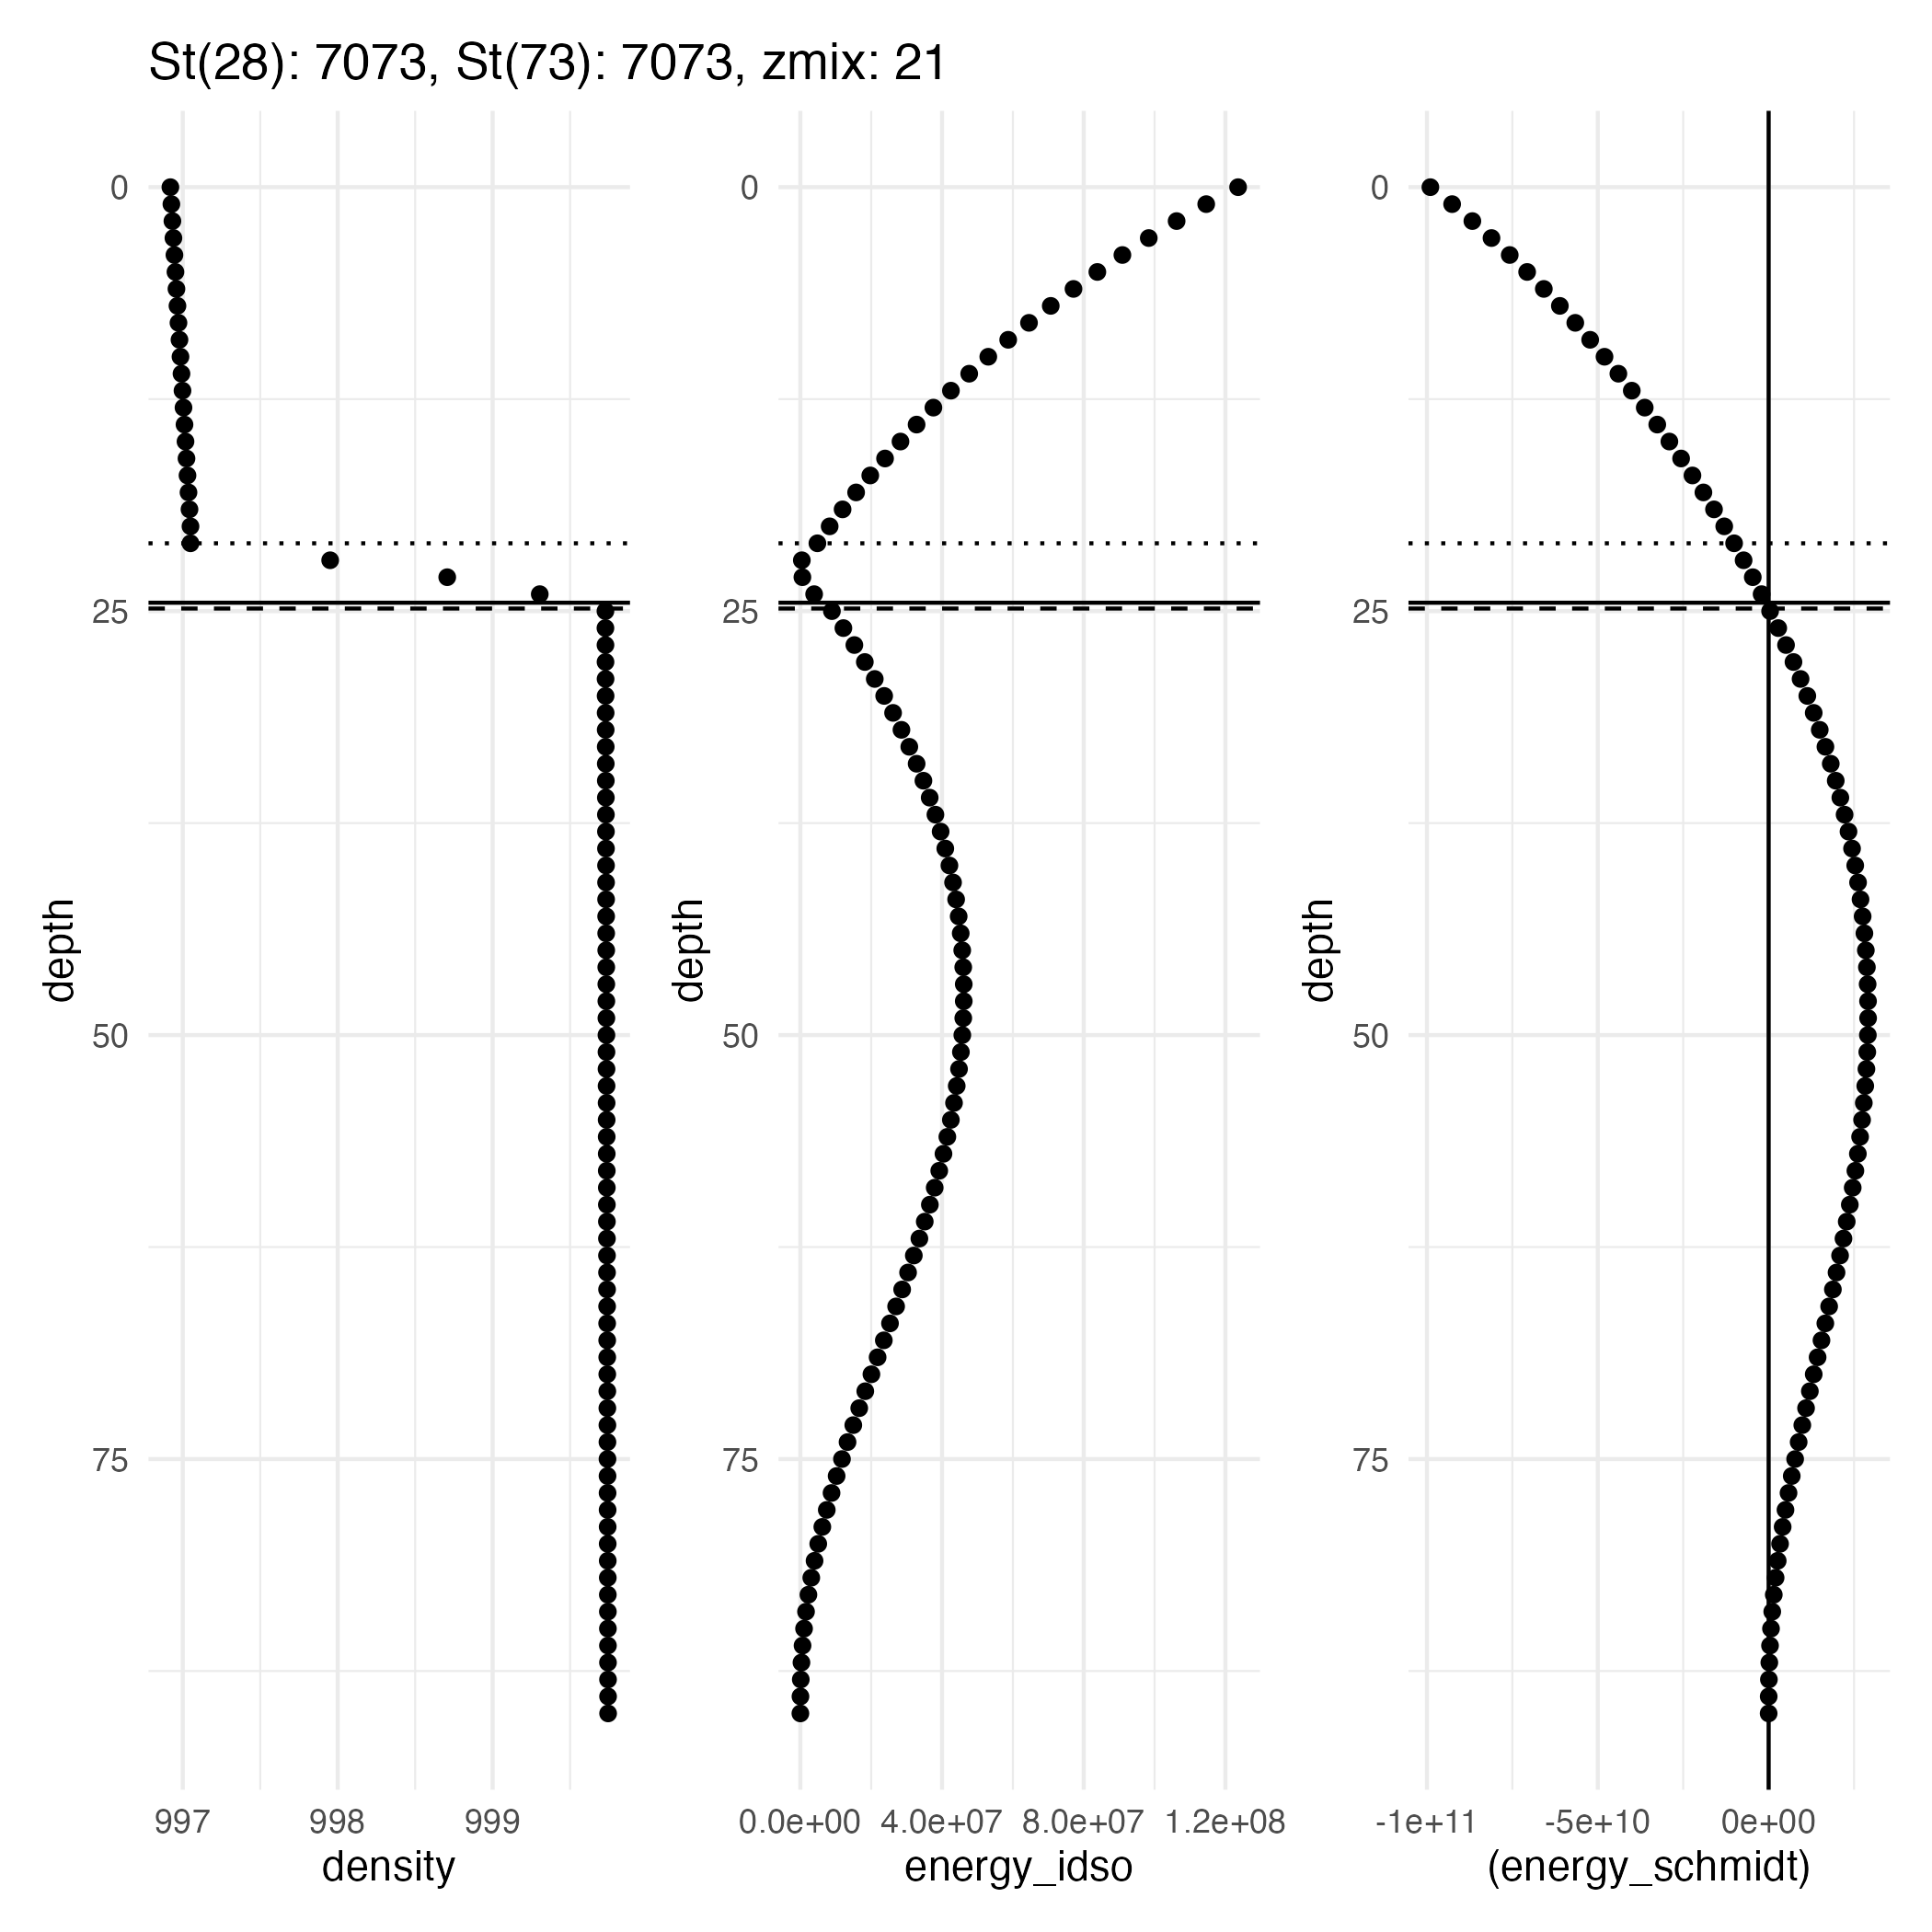 St(28): 7073, St(73): 7073, zmix: 21
0
25
50
75
depth
997 998 999
density
0
25
50
75
depth
0.0e+00 4.0e+07 8.0e+07 1.2e+08
energy_idso
0
25
50
75
depth
-1e+11 -5e+10 0e+00
(energy_schmidt)